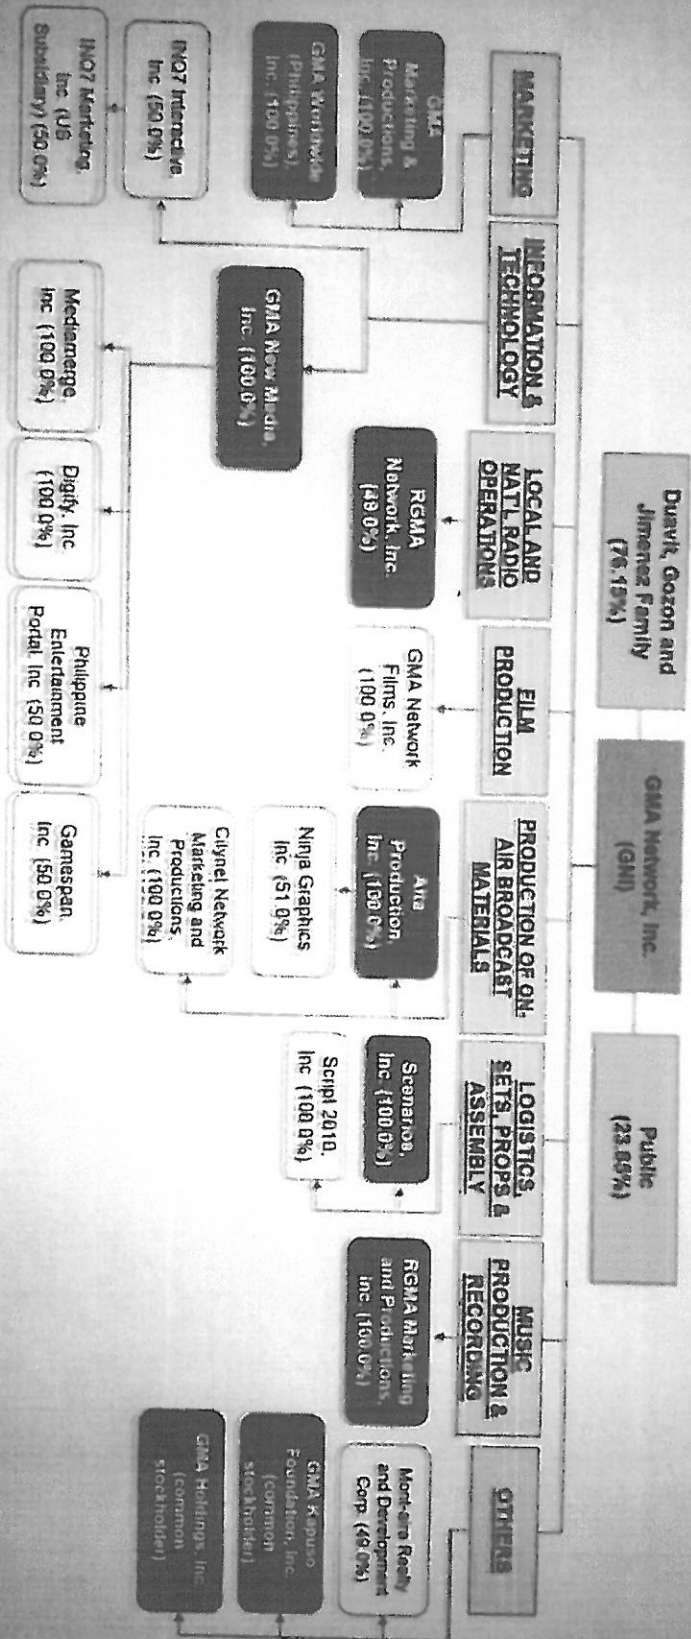 Duavit, Gozon and
Jimenez Family
(76.15%)
GMA Network, Inc.
(GNI)
Public
(23.85%)
MARKETING
INFORMATION &
TECHNOLOGY
LOCAL AND
NAT'L RADIO
OPERATIONS
FILM
PRODUCTION
PRODUCTION OF ON-
AIR BROADCAST
MATERIALS
LOGISTICS,
SETS, PROPS &
ASSEMBLY
MUSIC
PRODUCTION &
RECORDING
OTHERS
GMA
Marketing &
Productions,
Inc. (100.0%)
GMA Worldwide
(Philippines),
Inc. (100.0%)
INQ7 Interactive,
Inc (50.0%)
INQ7 Marketing,
Inc. (US
Subsidiary) (50.0%)
GMA New Media,
Inc. (100.0%)
Mediamerge,
Inc (100.0%)
Digify, Inc
(100.0%)
Philippine
Entertainment
Portal, Inc (50.0%)
Gamespan,
Inc (50.0%)
RGMA
Network, Inc.
(49.0%)
GMA Network
Films, Inc.
(100.0%)
Alta
Production,
Inc. (100.0%)
Ninja Graphics,
Inc (51.0%)
Citynet Network
Marketing and
Productions,
Inc. (100.0%)
Scenarios,
Inc. (100.0%)
Script 2010,
Inc (100.0%)
RGMA Marketing
and Productions,
Inc. (100.0%)
Mont-aire Realty
and Development
Corp. (49.0%)
GMA Kapuso
Foundation, Inc.
(common
stockholder)
GMA Holdings, Inc
(common
stockholder)